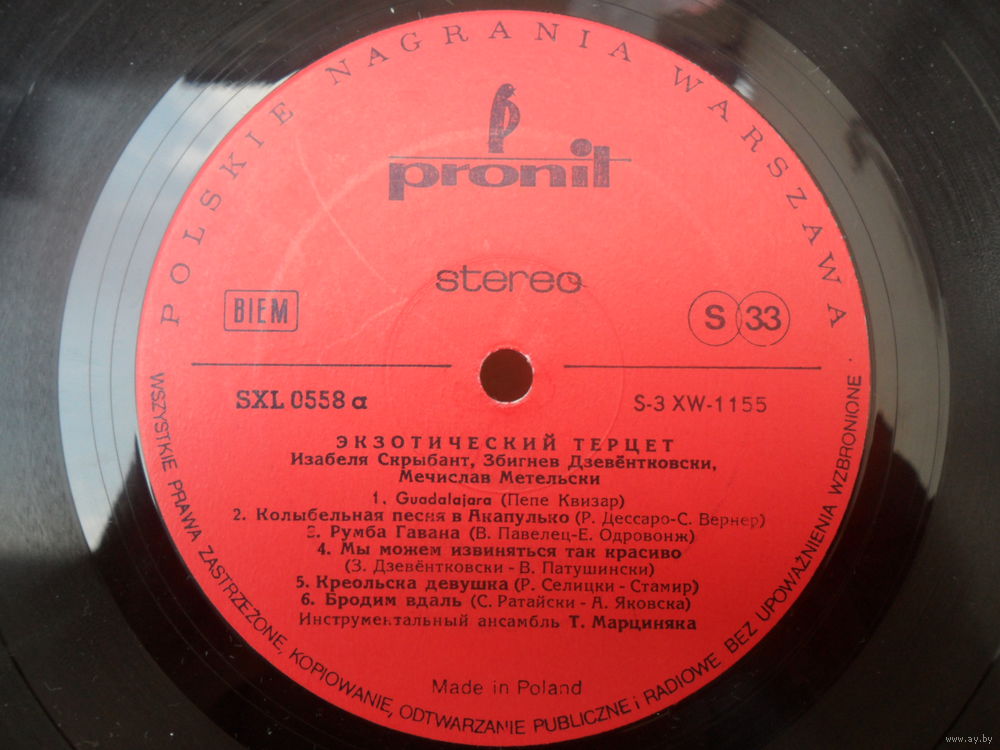 POLSKIE NAGRANIA WARSZAWA
pronit
stereo
BIEM
S 33
SXL 0558 a
S-3 XW-1155
ЭКЗОТИЧЕСКИЙ ТЕРЦЕТ
Изабеля Скрыбант, Збигнев Дзевёнтковски,
Мечислав Метельски
1. Guadalajara (Пепе Квизар)
2. Колыбельная песня в Акапулько (Р. Дессаро-С. Вернер)
3. Румба Гавана (В. Павелец-Е. Одровонж)
4. Мы можем извиняться так красиво
(З. Дзевёнтковски - В. Патушински)
5. Креольска девушка (Р. Селицки - Стамир)
6. Бродим вдаль (С. Ратайски - А. Яковска)
Инструментальный ансамбль Т. Марциняка
Made in Poland
WSZYSTKIE PRAWA ZASTRZEŻONE, KOPIOWANIE, ODTWARZANIE PUBLICZNE i RADIOWE BEZ UPOWAŻNIENIA WZBRONIONE.
www.ay.by